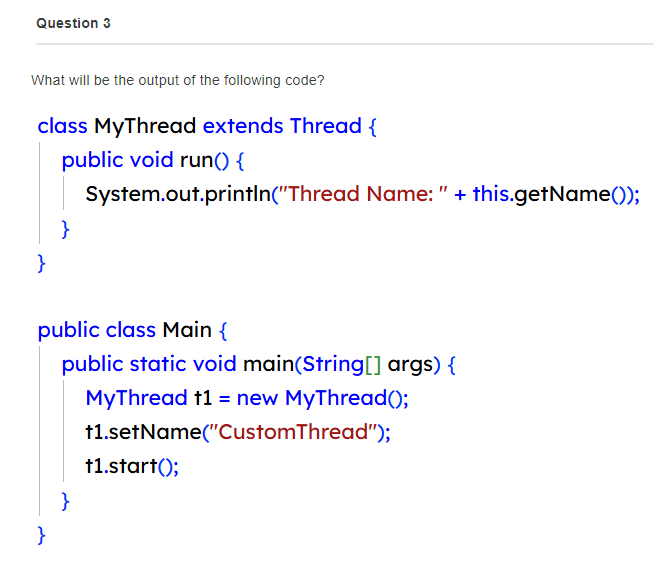 Question 3
What will be the output of the following code?
class MyThread extends Thread {
public void run() {
System.out.println("Thread Name: " + this.getName());
}
}
public class Main {
public static void main(String[] args) {
MyThread t1 = new MyThread();
t1.setName("CustomThread");
t1.start();
}
}